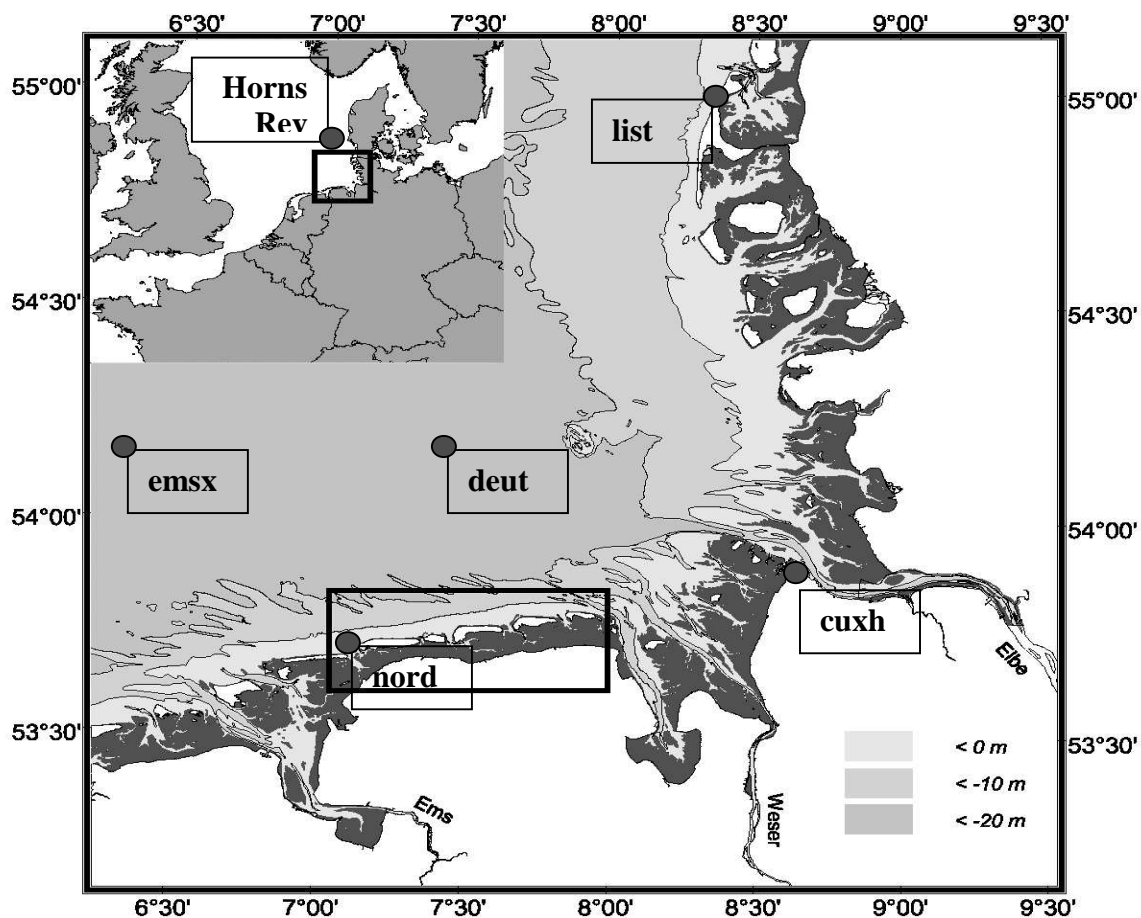 6°30' 7°00' 7°30' 8°00' 8°30' 9°00' 9°30'
55°00'
Horns
Rev
list
55°00'
54°30'
54°30'
emsx
deut
54°00'
54°00'
cuxh
nord
Elbe
53°30'
53°30'
< 0 m
< -10 m
< -20 m
Ems
Weser
6°30' 7°00' 7°30' 8°00' 8°30' 9°00' 9°30'